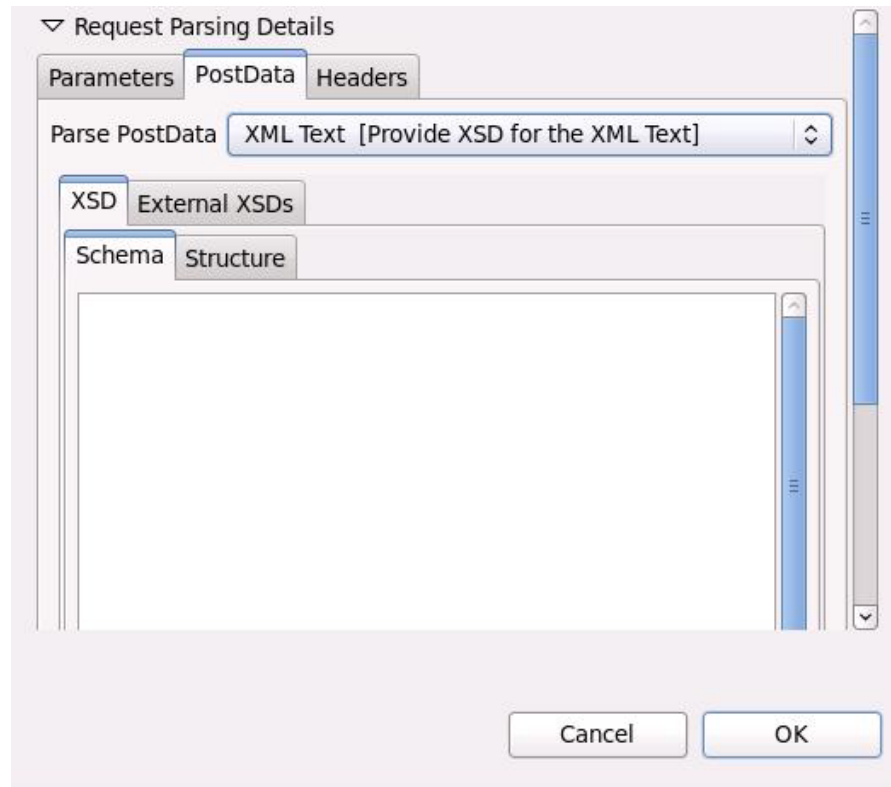 Request Parsing Details
Parameters PostData Headers
Parse PostData XML Text [Provide XSD for the XML Text]
XSD External XSDs
Schema Structure
Cancel OK